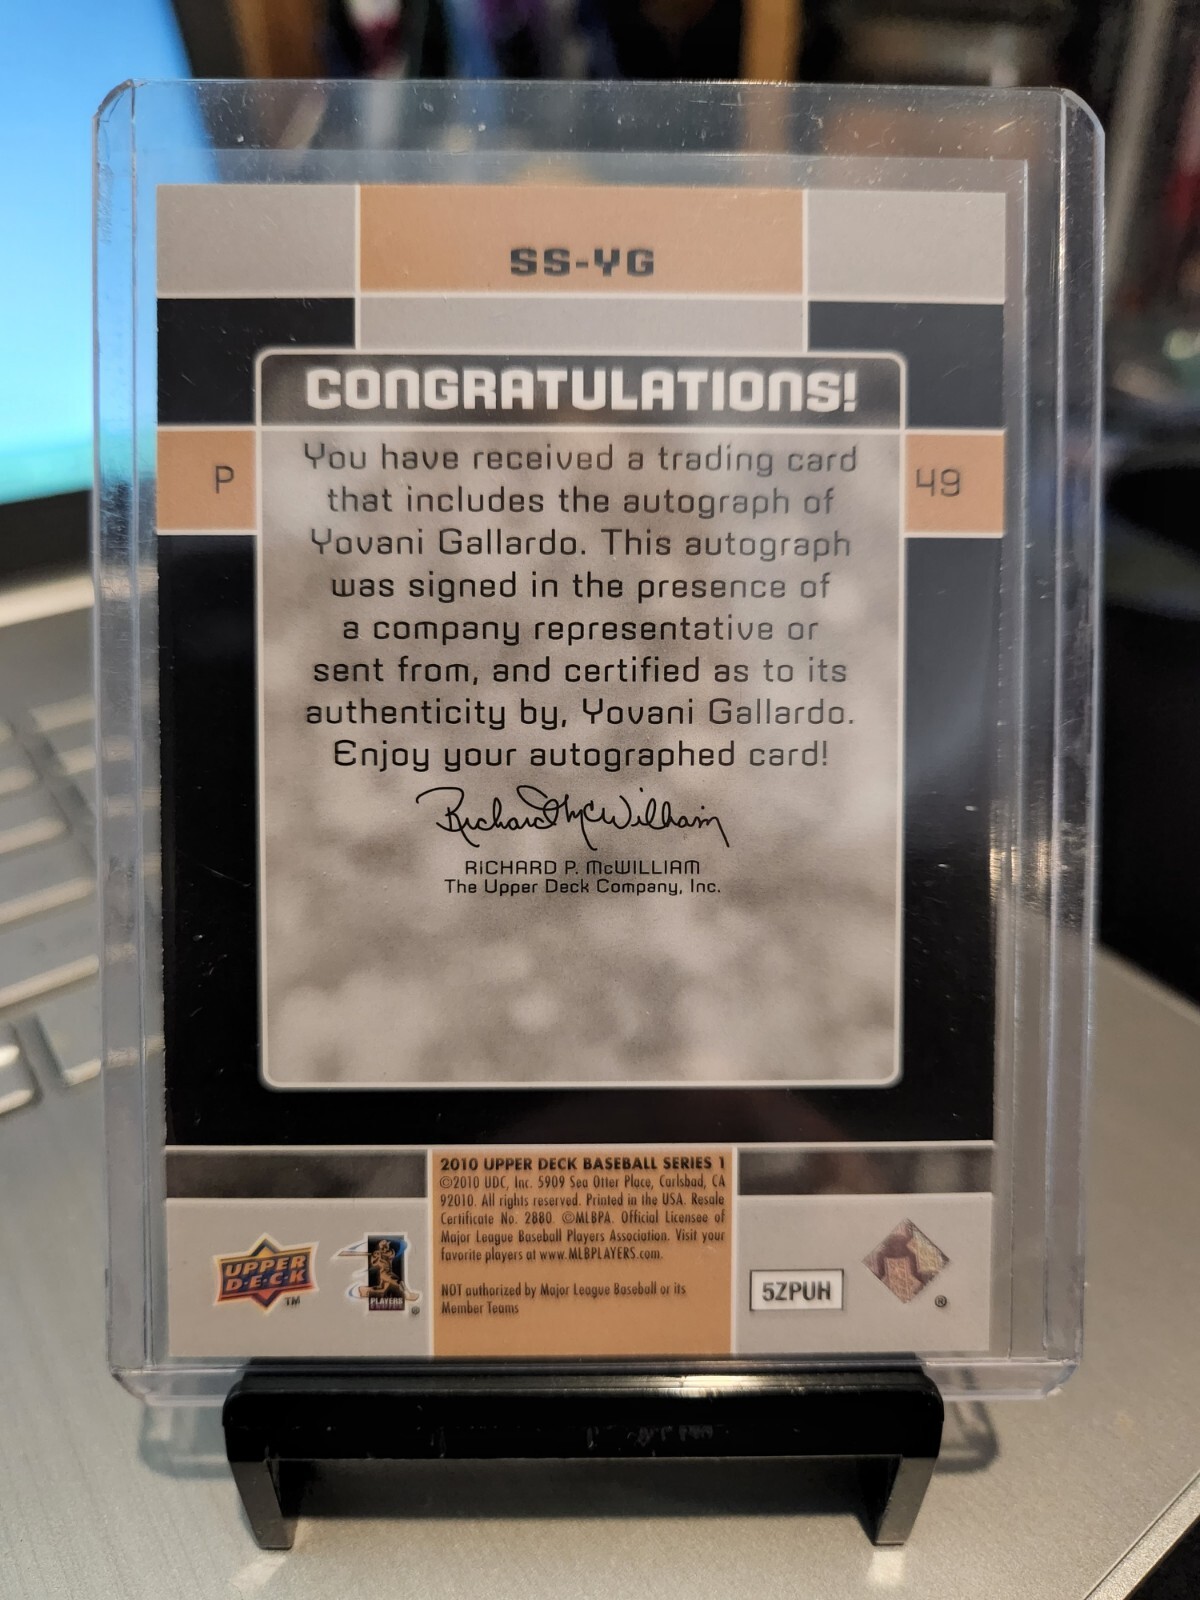 SS-YG
CONGRATULATIONS!
P
49
You have received a trading card
that includes the autograph of
Yovani Gallardo. This autograph
was signed in the presence of
a company representative or
sent from, and certified as to its
authenticity by, Yovani Gallardo.
Enjoy your autographed card!
Richard McWilliam
RICHARD P. McWILLIAM
The Upper Deck Company, Inc.
2010 UPPER DECK BASEBALL SERIES 1
©2010 UDC, Inc. 5909 Sea Otter Place, Carlsbad, CA
92010. All rights reserved. Printed in the USA. Resale
Certificate No. 2880. ©MLBPA. Official Licensee of
Major League Baseball Players Association. Visit your
favorite players at www.MLBPLAYERS.com.
NOT authorized by Major League Baseball or its
Member Teams
UPPER
D·E·C·K
TM
PLAYERS
®
5ZPUH
®